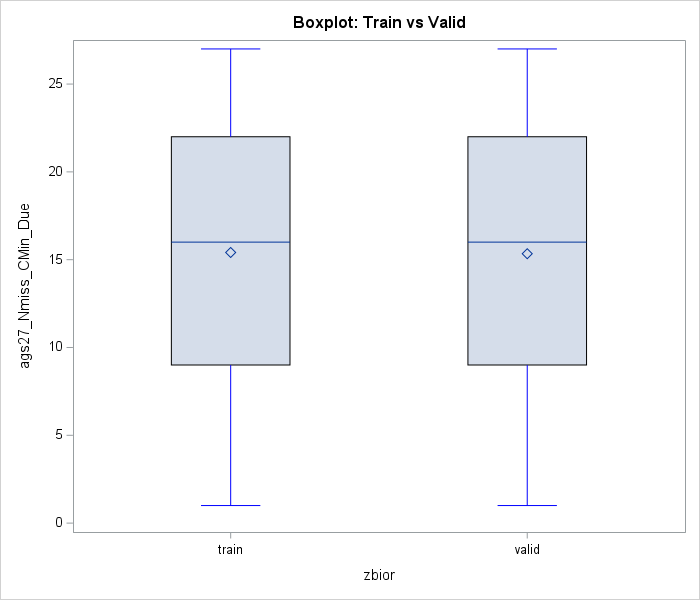 Boxplot: Train vs Valid
ags27_Nmiss_CMin_Due
25
20
15
10
5
0
train
valid
zbior